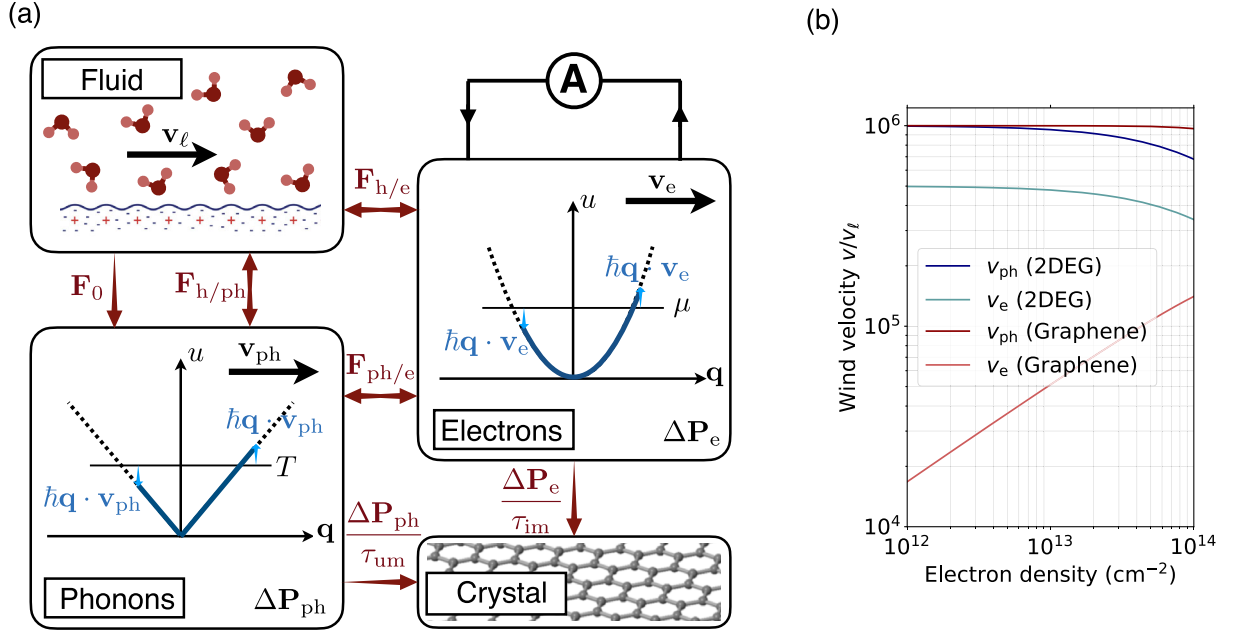 (a)
Fluid
v_ℓ
+ + + + + + + +
F_0
F_h/ph
F_h/e
F_ph/e
A
v_e
u
ħq · v_e
μ
ħq · v_e
q
Electrons
ΔP_e
v_ph
u
ħq · v_ph
T
ħq · v_ph
q
Phonons
ΔP_ph
ΔP_ph
τ_um
ΔP_e
τ_im
Crystal
(b)
Wind velocity v/v_ℓ
10^6
10^5
10^4
v_ph (2DEG)
v_e (2DEG)
v_ph (Graphene)
v_e (Graphene)
10^12
10^13
10^14
Electron density (cm^−2)